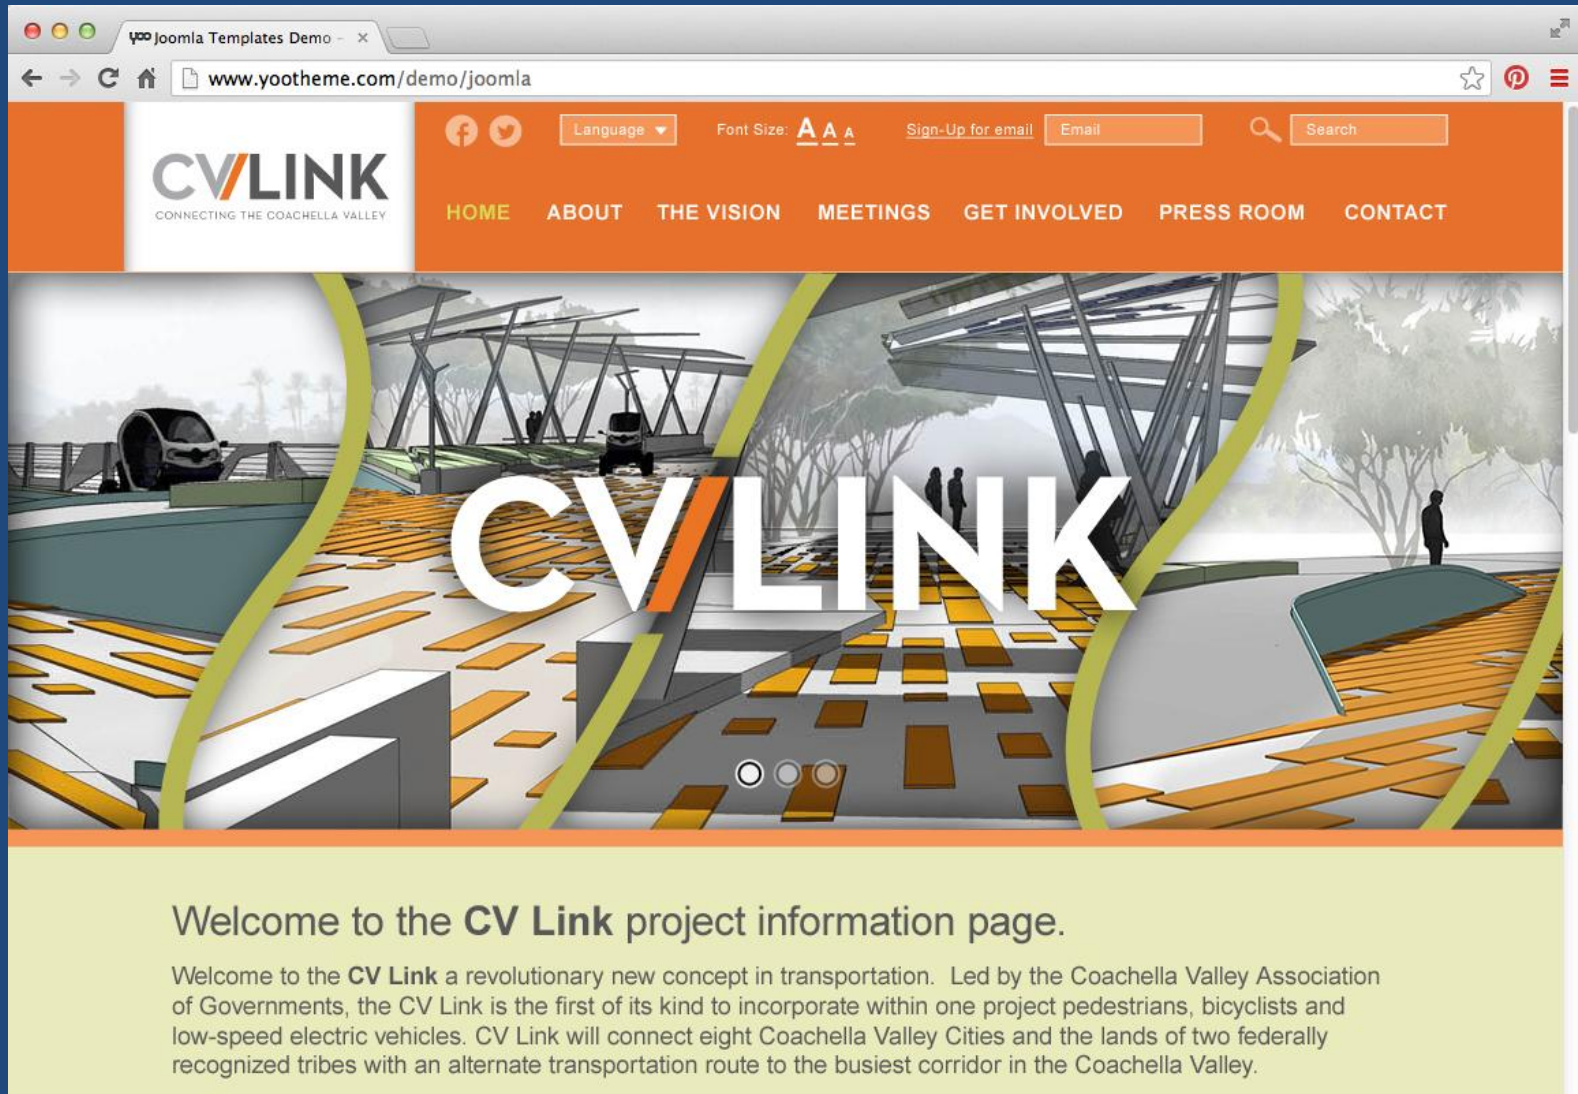 yoo Joomla Templates Demo –
www.yootheme.com/demo/joomla
CV/LINK
CONNECTING THE COACHELLA VALLEY
Language
Font Size: A A A
Sign-Up for email
Email
Search
HOME ABOUT THE VISION MEETINGS GET INVOLVED PRESS ROOM CONTACT
CV/LINK
Welcome to the CV Link project information page.
Welcome to the CV Link a revolutionary new concept in transportation. Led by the Coachella Valley Association
of Governments, the CV Link is the first of its kind to incorporate within one project pedestrians, bicyclists and
low-speed electric vehicles. CV Link will connect eight Coachella Valley Cities and the lands of two federally
recognized tribes with an alternate transportation route to the busiest corridor in the Coachella Valley.